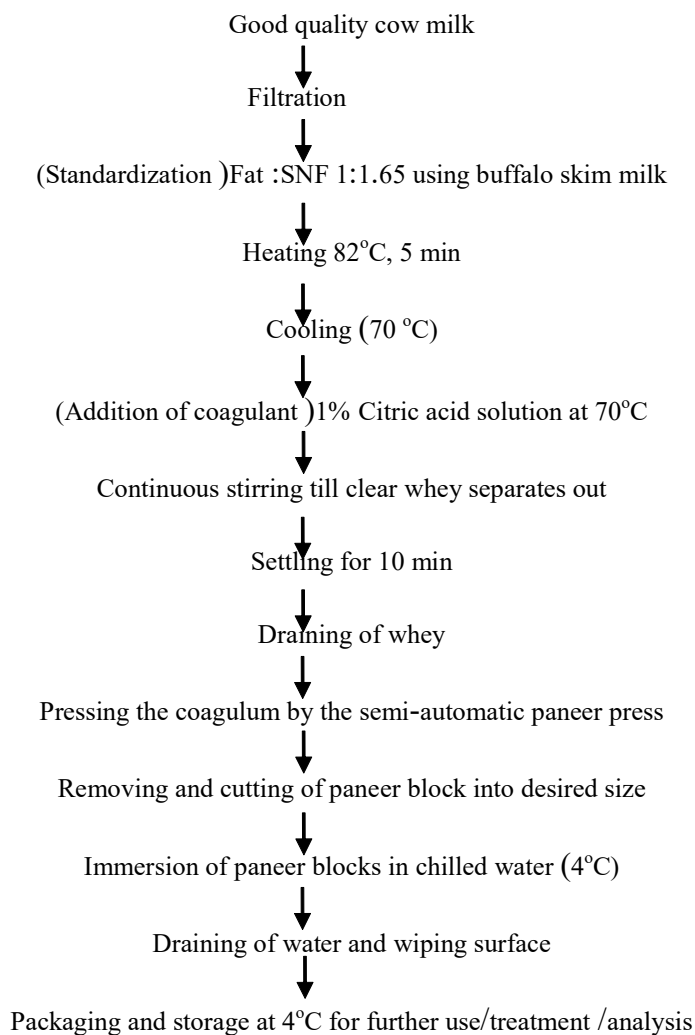 Good quality cow milk
Filtration
(Standardization )Fat :SNF 1:1.65 using buffalo skim milk
Heating 82°C, 5 min
Cooling (70 °C)
(Addition of coagulant )1% Citric acid solution at 70°C
Continuous stirring till clear whey separates out
Settling for 10 min
Draining of whey
Pressing the coagulum by the semi-automatic paneer press
Removing and cutting of paneer block into desired size
Immersion of paneer blocks in chilled water (4°C)
Draining of water and wiping surface
Packaging and storage at 4°C for further use/treatment /analysis